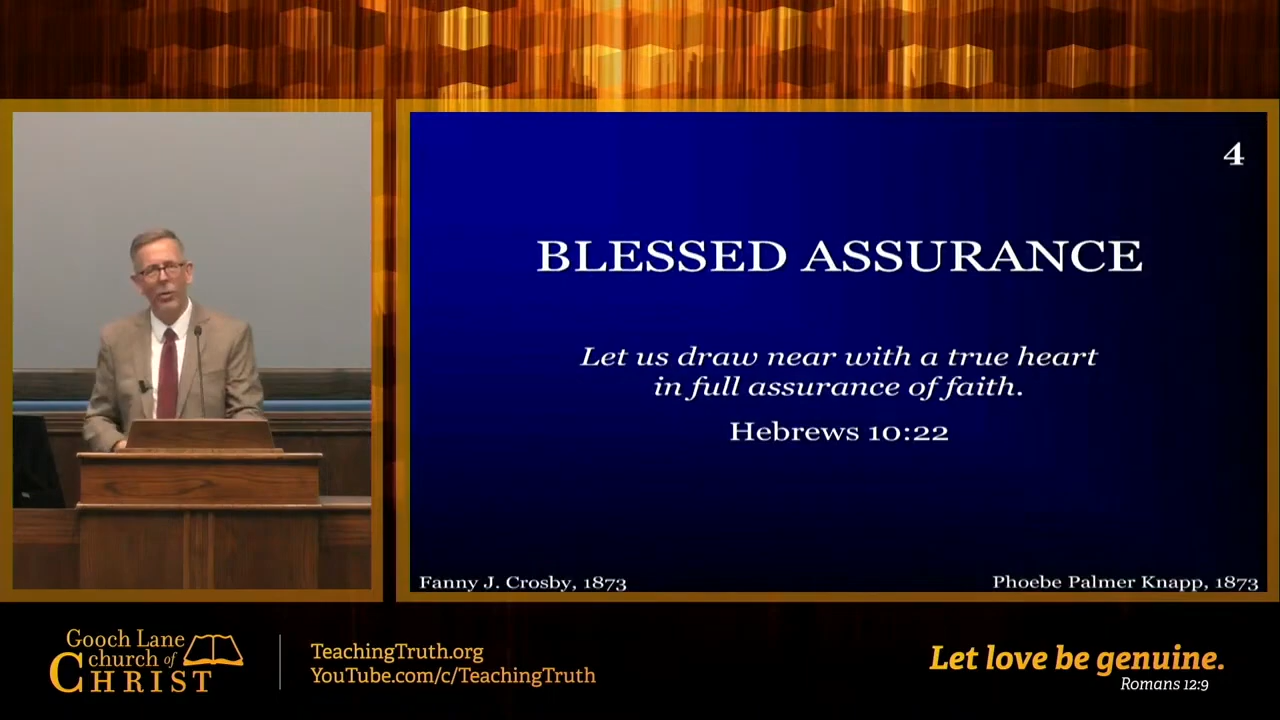 4
BLESSED ASSURANCE
Let us draw near with a true heart
in full assurance of faith.
Hebrews 10:22
Fanny J. Crosby, 1873
Phoebe Palmer Knapp, 1873
Gooch Lane
church of
CHRIST
TeachingTruth.org
YouTube.com/c/TeachingTruth
Let love be genuine.
Romans 12:9